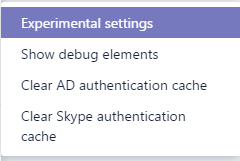 Experimental settings
Show debug elements
Clear AD authentication cache
Clear Skype authentication
cache